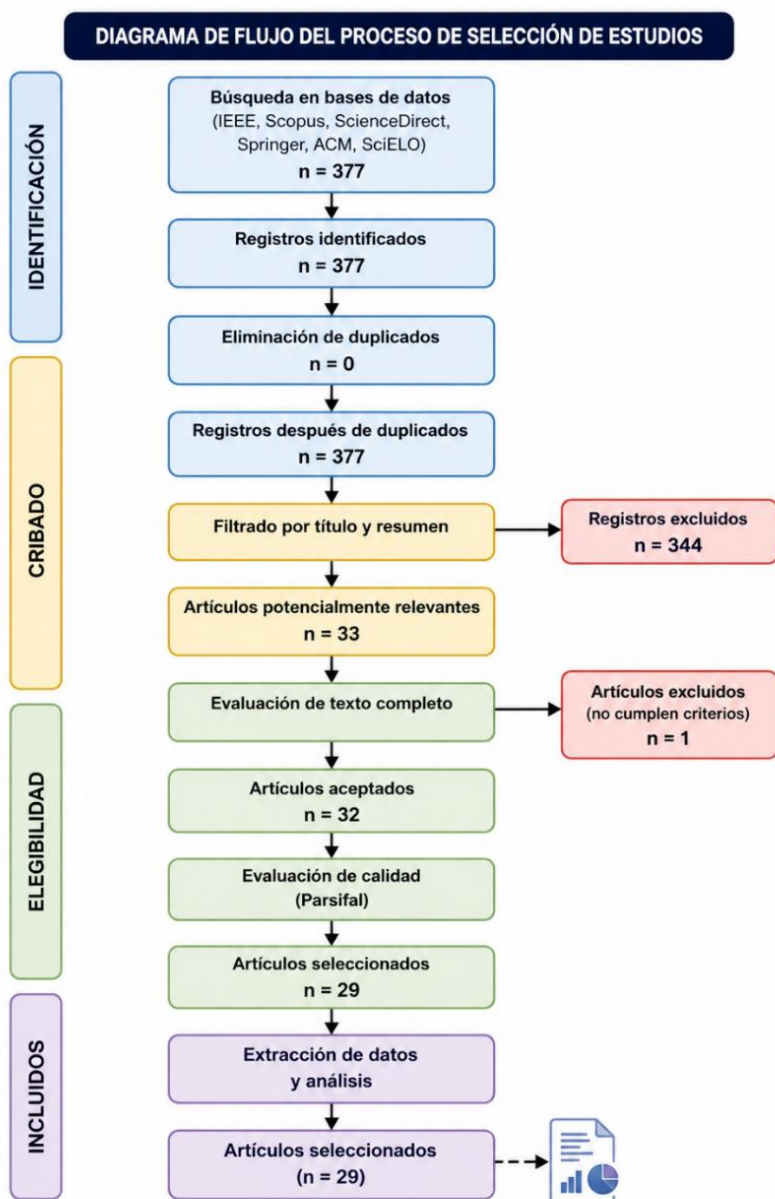 DIAGRAMA DE FLUJO DEL PROCESO DE SELECCIÓN DE ESTUDIOS
IDENTIFICACIÓN
Búsqueda en bases de datos
(IEEE, Scopus, ScienceDirect,
Springer, ACM, SciELO)
n = 377
Registros identificados
n = 377
Eliminación de duplicados
n = 0
Registros después de duplicados
n = 377
CRIBADO
Filtrado por título y resumen
Registros excluidos
n = 344
Artículos potencialmente relevantes
n = 33
ELEGIBILIDAD
Evaluación de texto completo
Artículos excluidos
(no cumplen criterios)
n = 1
Artículos aceptados
n = 32
Evaluación de calidad
(Parsifal)
Artículos seleccionados
n = 29
INCLUIDOS
Extracción de datos
y análisis
Artículos seleccionados
(n = 29)